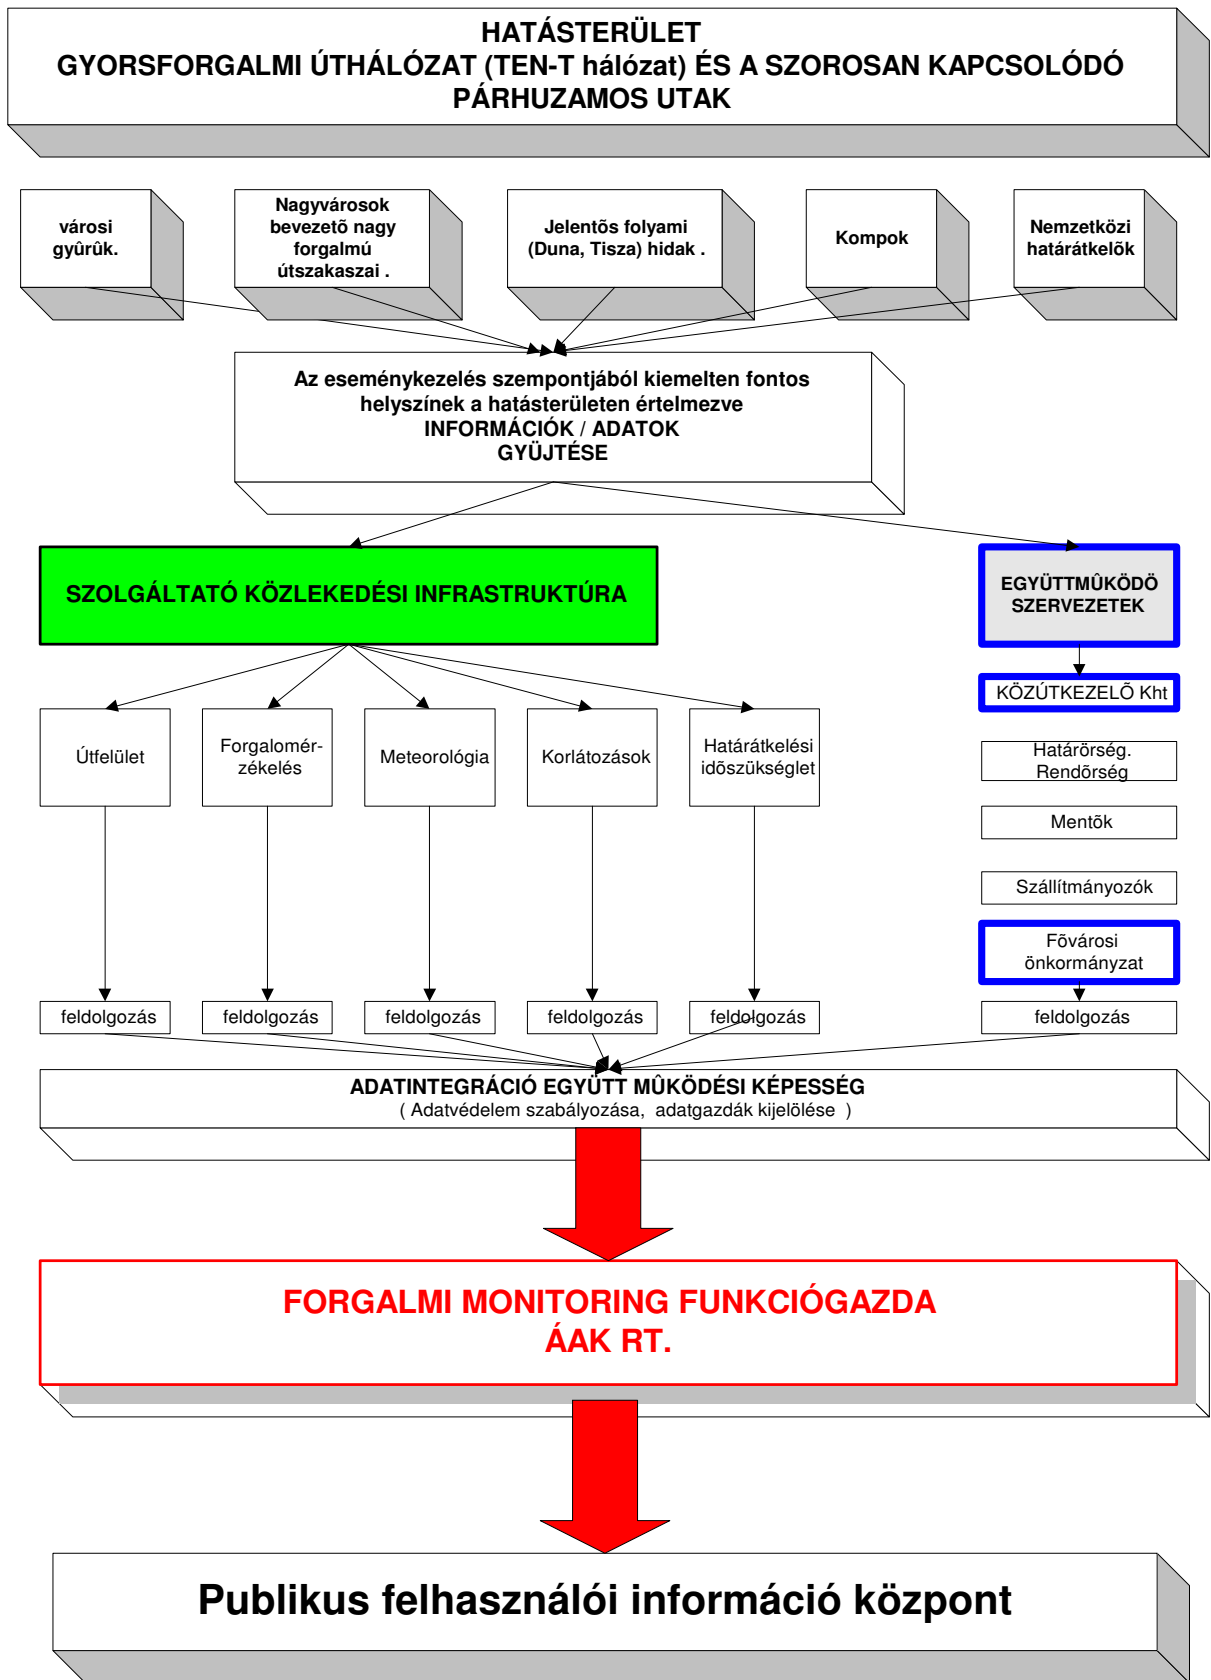 HATÁSTERÜLET
GYORSFORGALMI ÚTHÁLÓZAT (TEN-T hálózat) ÉS A SZOROSAN KAPCSOLÓDÓ
PÁRHUZAMOS UTAK
városi
gyûrûk.
Nagyvárosok
bevezetõ nagy
forgalmú
útszakaszai .
Jelentõs folyami
(Duna, Tisza) hidak .
Kompok
Nemzetközi
határátkelõk
Az eseménykezelés szempontjából kiemelten fontos
helyszínek a hatásterületen értelmezve
INFORMÁCIÓK / ADATOK
GYÜJTÉSE
SZOLGÁLTATÓ KÖZLEKEDÉSI INFRASTRUKTÚRA
EGYÜTTMÛKÖDÖ
SZERVEZETEK
KÖZÚTKEZELÕ Kht
Útfelület
Forgalomér-
zékelés
Meteorológia
Korlátozások
Határátkelési
idõszükséglet
Határörség.
Rendõrség
Mentõk
Szállítmányozók
Fõvárosi
önkormányzat
feldolgozás
feldolgozás
feldolgozás
feldolgozás
feldolgozás
feldolgozás
ADATINTEGRÁCIÓ EGYÜTT MÛKÖDÉSI KÉPESSÉG
( Adatvédelem szabályozása, adatgazdák kijelölése )
FORGALMI MONITORING FUNKCIÓGAZDA
ÁAK RT.
Publikus felhasználói információ központ